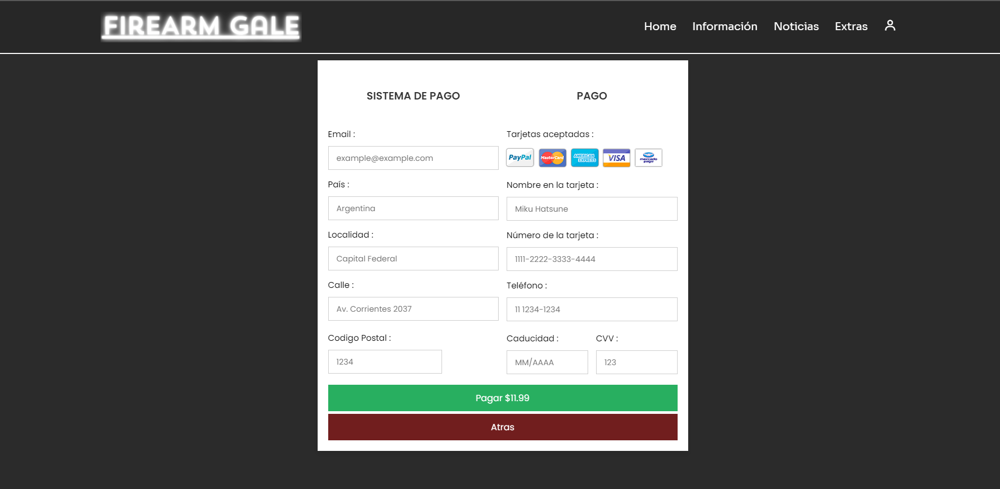 FIREARM GALE
Home Información Noticias Extras
SISTEMA DE PAGO
Email :
example@example.com
País :
Argentina
Localidad :
Capital Federal
Calle :
Av. Corrientes 2037
Codigo Postal :
1234
PAGO
Tarjetas aceptadas :
PayPal MasterCard AMERICAN EXPRESS VISA mercado pago
Nombre en la tarjeta :
Miku Hatsune
Número de la tarjeta :
1111-2222-3333-4444
Teléfono :
11 1234-1234
Caducidad : CVV :
MM/AAAA 123
Pagar $11.99
Atras